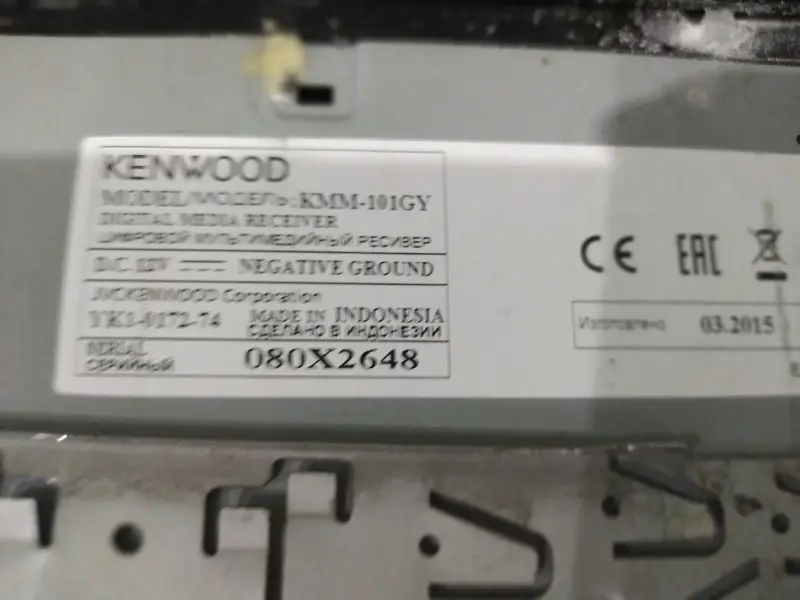 KENWOOD
MODEL/МОДЕЛЬ: KMM-101GY
DIGITAL MEDIA RECEIVER
ЦИФРОВОЙ МУЛЬТИМЕДИЙНЫЙ РЕСИВЕР
D.C. 12V NEGATIVE GROUND
JVCKENWOOD Corporation
YK1-0172-74 MADE IN INDONESIA
СДЕЛАНО В ИНДОНЕЗИИ
SERIAL
СЕРИЙНЫЙ 080X2648
CE EAC
Изготовлено 03.2015